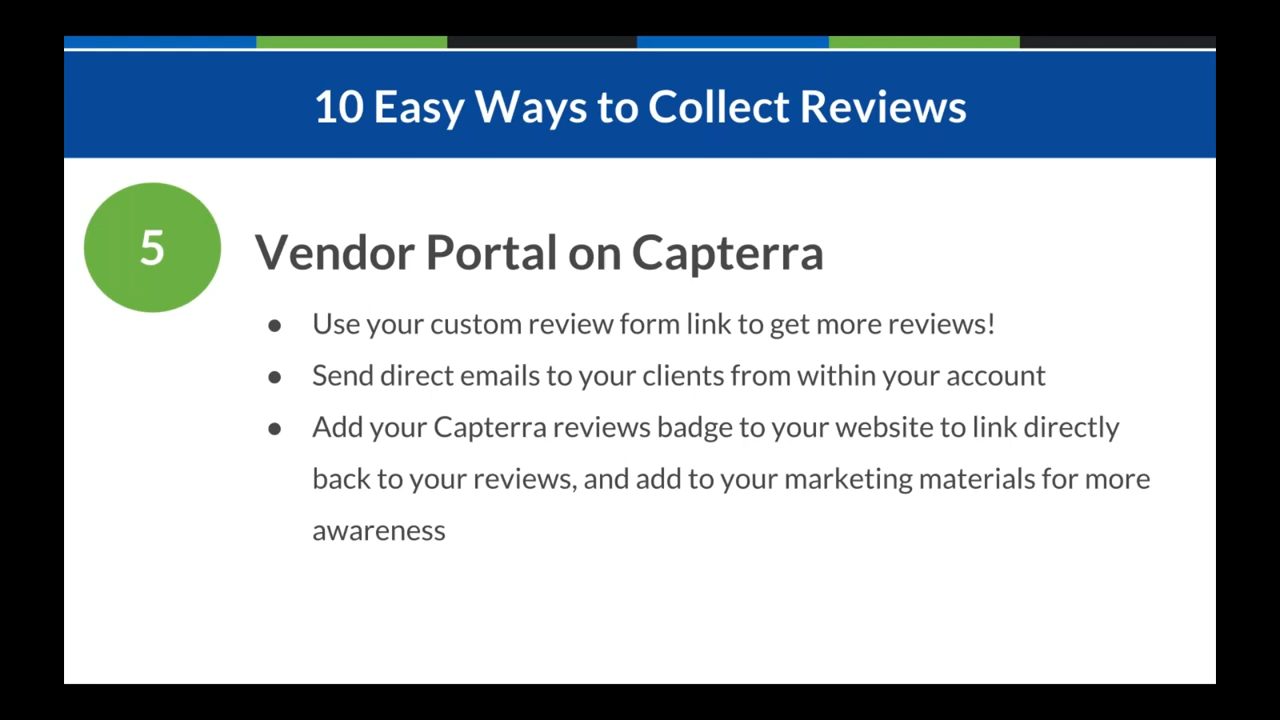 10 Easy Ways to Collect Reviews
5
Vendor Portal on Capterra
● Use your custom review form link to get more reviews!
● Send direct emails to your clients from within your account
● Add your Capterra reviews badge to your website to link directly
back to your reviews, and add to your marketing materials for more
awareness